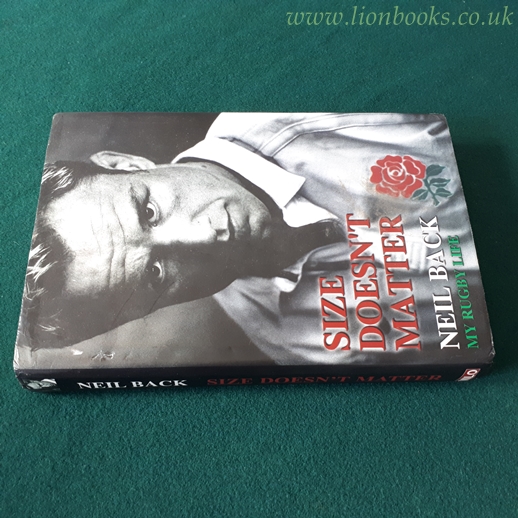 www.lionbooks.co.uk
SIZE
DOESN'T
MATTER
NEIL BACK
MY RUGBY LIFE
NEIL BACK SIZE DOESN'T MATTER